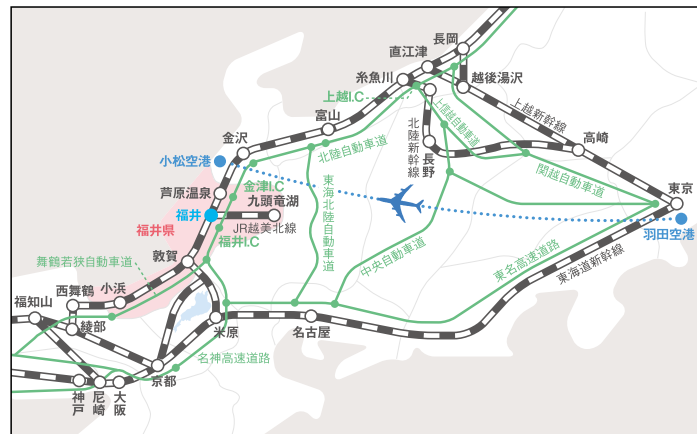 長岡
直江津
糸魚川
越後湯沢
上越I.C
上信越自動車道
上越新幹線
富山
北陸自動車道
北陸新幹線
長野
高崎
関越自動車道
金沢
小松空港
東京
羽田空港
芦原温泉
金津I.C
九頭竜湖
福井
福井県
JR越美北線
福井I.C
東海北陸自動車道
中央自動車道
東名高速道路
東海道新幹線
敦賀
舞鶴若狭自動車道
西舞鶴
小浜
福知山
綾部
米原
名古屋
名神高速道路
京都
神戸
尼崎
大阪